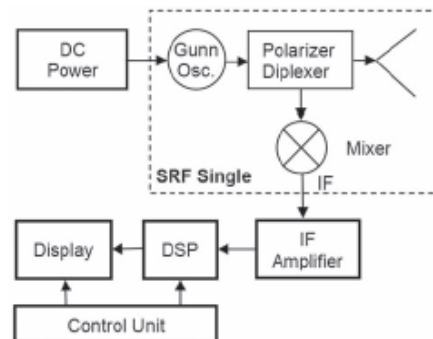 DC
Power
Gunn
Osc.
Polarizer
Diplexer
Mixer
SRF Single
IF
Display
DSP
IF
Amplifier
Control Unit